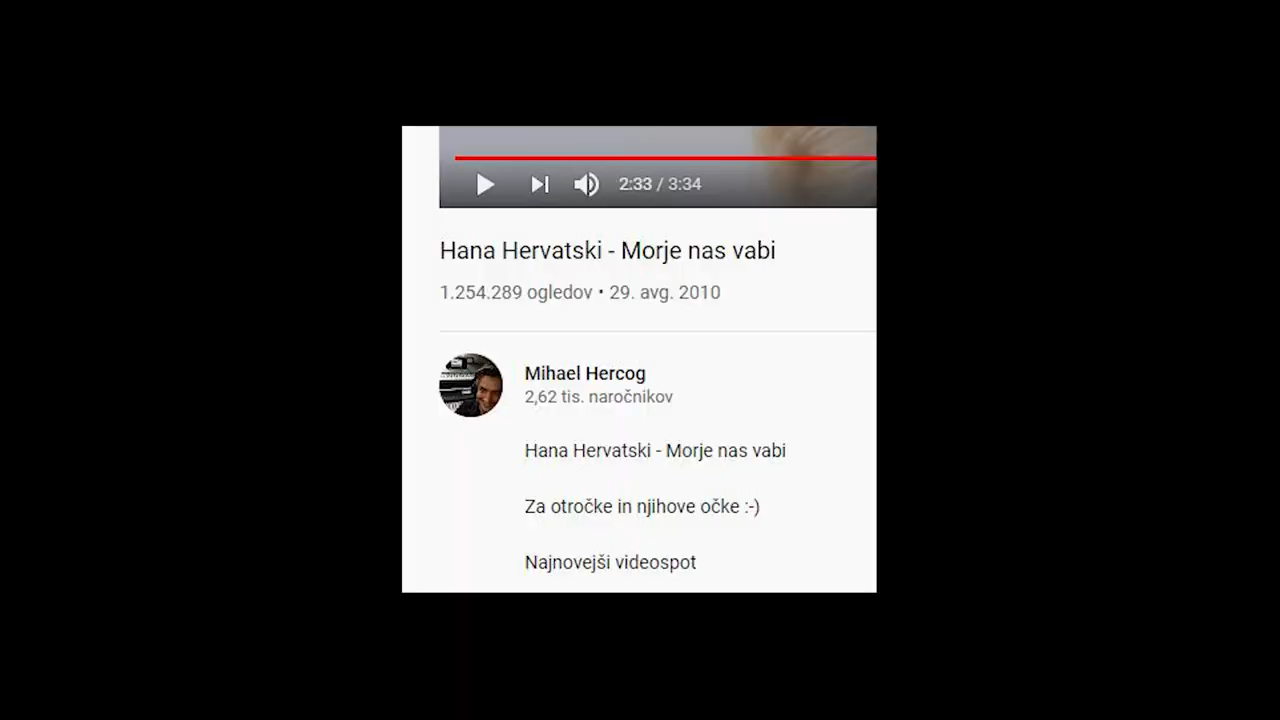 2:33 / 3:34
Hana Hervatski - Morje nas vabi
1.254.289 ogledov • 29. avg. 2010
Mihael Hercog
2,62 tis. naročnikov
Hana Hervatski - Morje nas vabi
Za otročke in njihove očke :-)
Najnovejši videospot